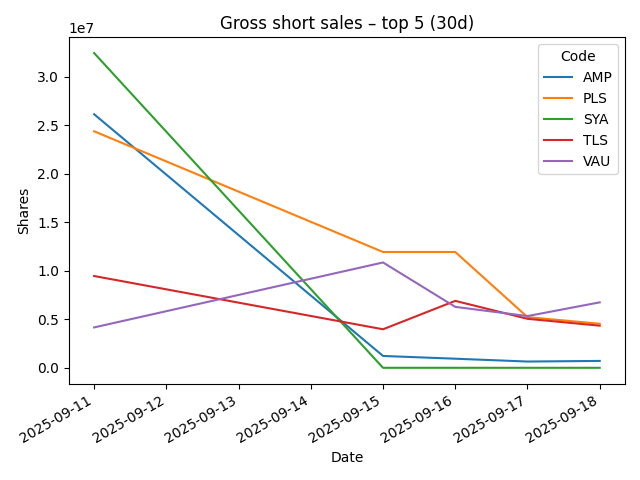 Gross short sales – top 5 (30d)
1e7
Code
AMP
PLS
SYA
TLS
VAU
3.0
2.5
2.0
1.5
1.0
0.5
0.0
Shares
2025-09-11
2025-09-12
2025-09-13
2025-09-14
2025-09-15
2025-09-16
2025-09-17
2025-09-18
Date